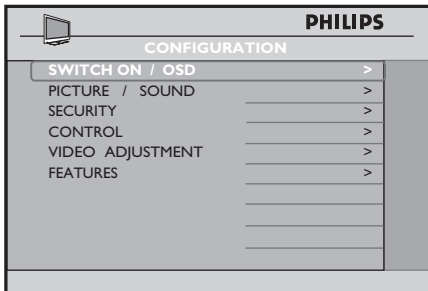 PHILIPS
CONFIGURATION
SWITCH ON / OSD >
PICTURE / SOUND >
SECURITY >
CONTROL >
VIDEO ADJUSTMENT >
FEATURES >